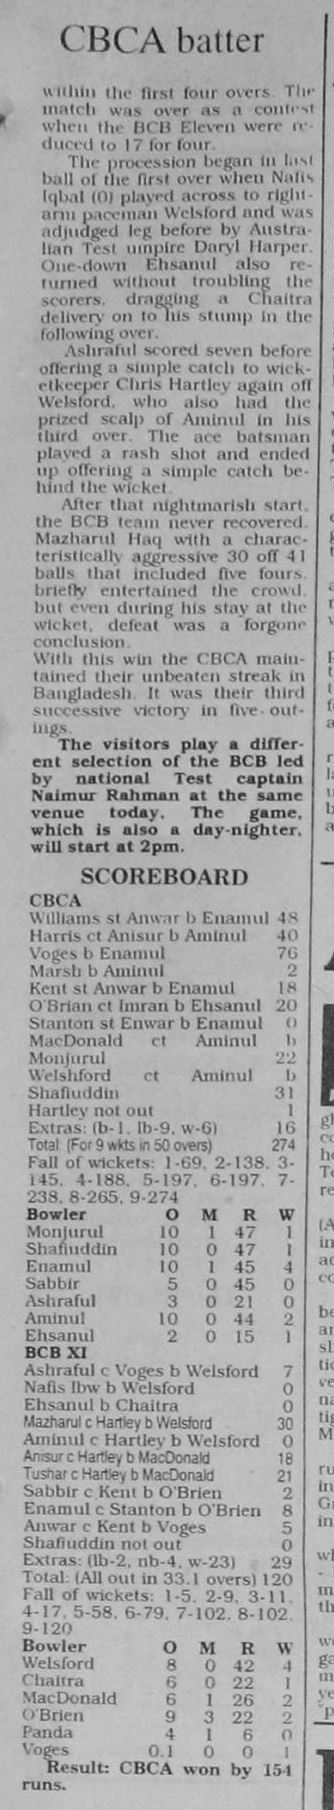 CBCA batter
within the first four overs. The
match was over as a contest
when the BCB Eleven were re-
duced to 17 for four.
The procession began in last
ball of the first over when Nafis
Iqbal (0) played across to right-
arm paceman Welsford and was
adjudged leg before by Austra-
lian Test umpire Daryl Harper.
One-down Ehsanul also re-
turned without troubling the
scorers, dragging a Chaitra
delivery on to his stump in the
following over.
Ashraful scored seven before
offering a simple catch to wick-
etkeeper Chris Hartley again off
Welsford, who also had the
prized scalp of Aminul in his
third over. The ace batsman
played a rash shot and ended
up offering a simple catch be-
hind the wicket.
After that nightmarish start,
the BCB team never recovered.
Mazharul Haq with a charac-
teristically aggressive 30 off 41
balls that included five fours,
briefly entertained the crowd,
but even during his stay at the
wicket, defeat was a forgone
conclusion.
With this win the CBCA main-
tained their unbeaten streak in
Bangladesh. It was their third
successive victory in five-out-
ings.
The visitors play a differ-
ent selection of the BCB led
by national Test captain
Naimur Rahman at the same
venue today. The game,
which is also a day-nighter,
will start at 2pm.
SCOREBOARD
CBCA
Williams st Anwar b Enamul 48
Harris ct Anisur b Aminul 40
Voges b Enamul 76
Marsh b Aminul 2
Kent st Anwar b Enamul 18
O'Brian ct Imran b Ehsanul 20
Stanton st Enwar b Enamul 0
MacDonald ct Aminul b
Monjurul 22
Welshford ct Aminul b
Shafiuddin 31
Hartley not out 1
Extras: (b-1, lb-9, w-6) 16
Total: (For 9 wkts in 50 overs) 274
Fall of wickets: 1-69, 2-138, 3-
145, 4-188, 5-197, 6-197, 7-
238, 8-265, 9-274
Bowler O M R W
Monjurul 10 1 47 1
Shafiuddin 10 0 47 1
Enamul 10 1 45 4
Sabbir 5 0 45 0
Ashraful 3 0 21 0
Aminul 10 0 44 2
Ehsanul 2 0 15 1
BCB XI
Ashraful c Voges b Welsford 7
Nafis lbw b Welsford 0
Ehsanul b Chaitra 0
Mazharul c Hartley b Welsford 30
Aminul c Hartley b Welsford 0
Anisur c Hartley b MacDonald 18
Tushar c Hartley b MacDonald 21
Sabbir c Kent b O'Brien 2
Enamul c Stanton b O'Brien 8
Anwar c Kent b Voges 5
Shafiuddin not out 0
Extras: (lb-2, nb-4, w-23) 29
Total: (All out in 33.1 overs) 120
Fall of wickets: 1-5, 2-9, 3-11,
4-17, 5-58, 6-79, 7-102, 8-102,
9-120
Bowler O M R W
Welsford 8 0 42 4
Chaitra 6 0 22 1
MacDonald 6 1 26 2
O'Brien 9 3 22 2
Panda 4 1 6 0
Voges 0.1 0 0 1
Result: CBCA won by 154
runs.